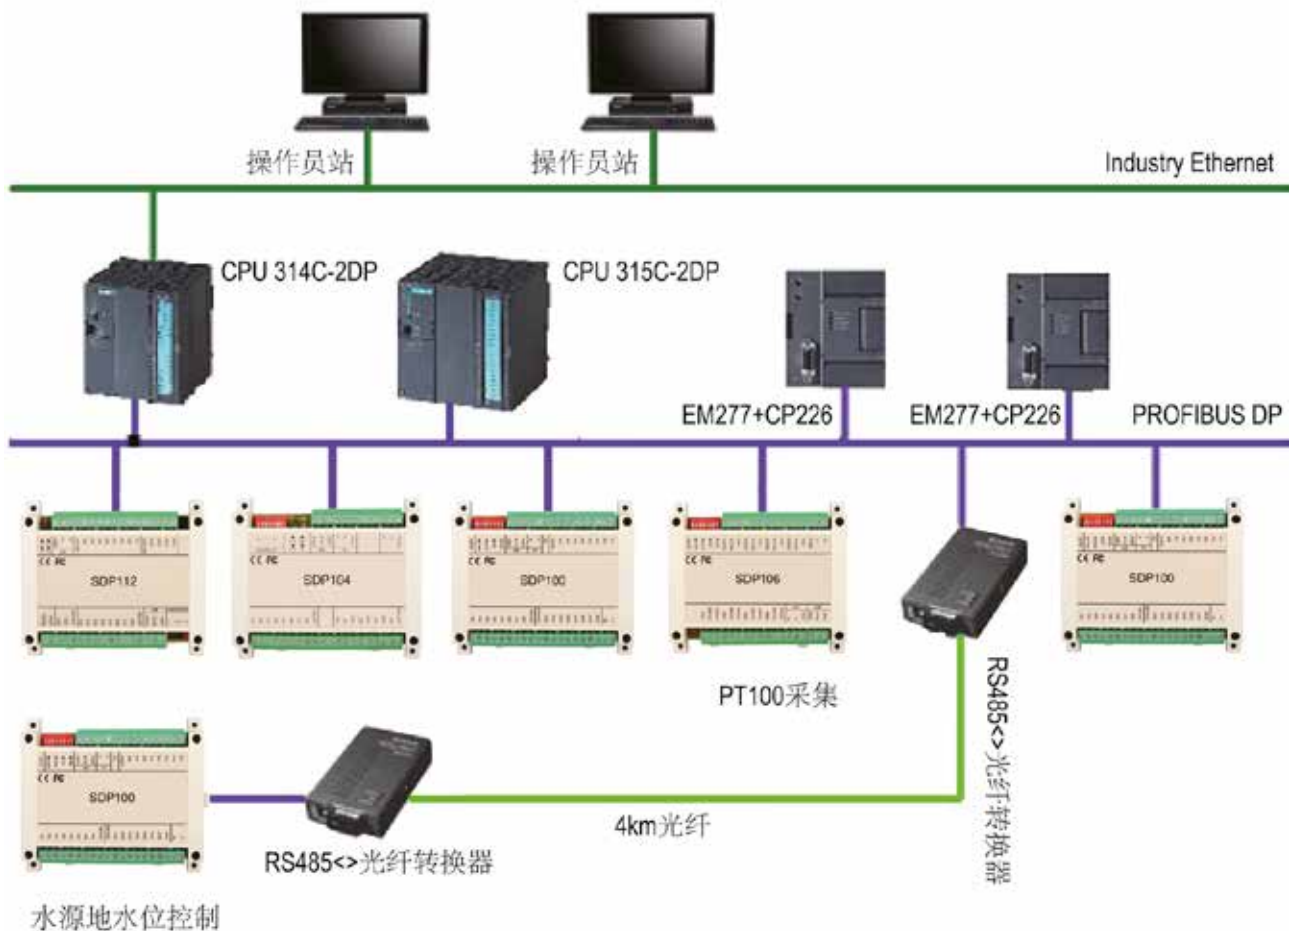 操作员站
操作员站
Industry Ethernet
CPU 314C-2DP
CPU 315C-2DP
EM277+CP226
EM277+CP226
PROFIBUS DP
SDP112
SDP104
SDP100
SDP106
SDP100
PT100采集
RS485<>光纤转换器
SDP100
4km光纤
RS485<>光纤转换器
水源地水位控制